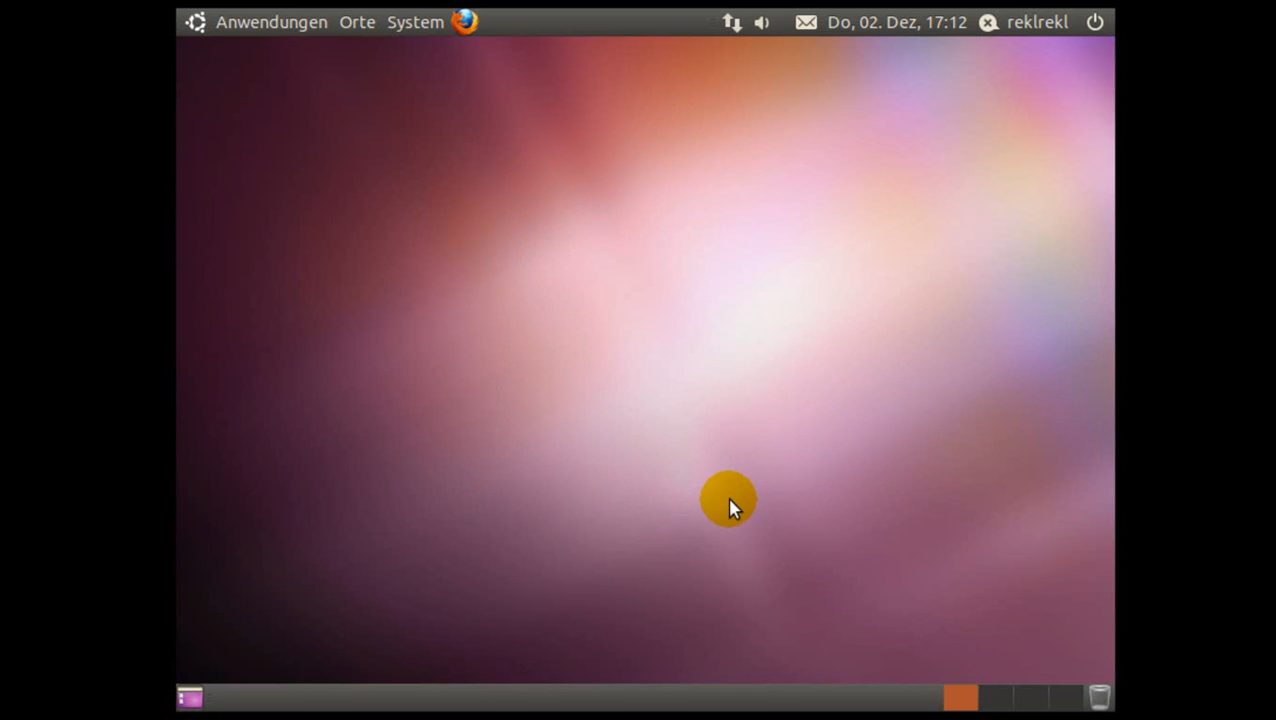 Anwendungen Orte System Do, 02. Dez, 17:12 reklrekl